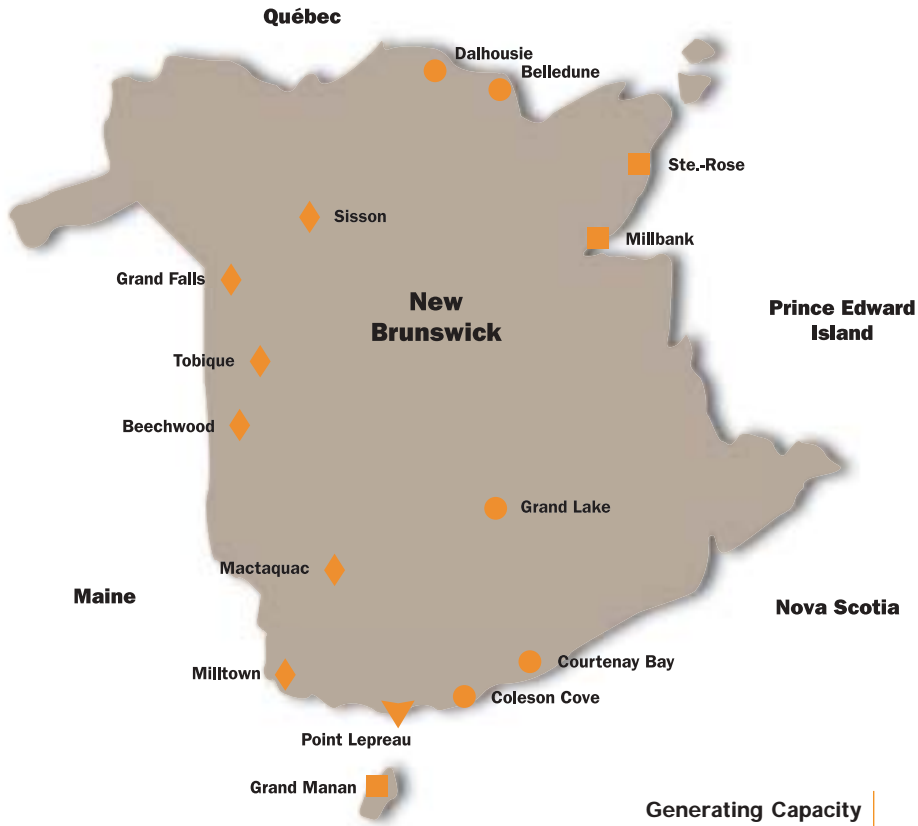 Québec
Dalhousie
Belledune
Ste.-Rose
Sisson
Millbank
Grand Falls
New
Brunswick
Prince Edward
Island
Tobique
Beechwood
Grand Lake
Mactaquac
Maine
Nova Scotia
Courtenay Bay
Milltown
Coleson Cove
Point Lepreau
Grand Manan
Generating Capacity